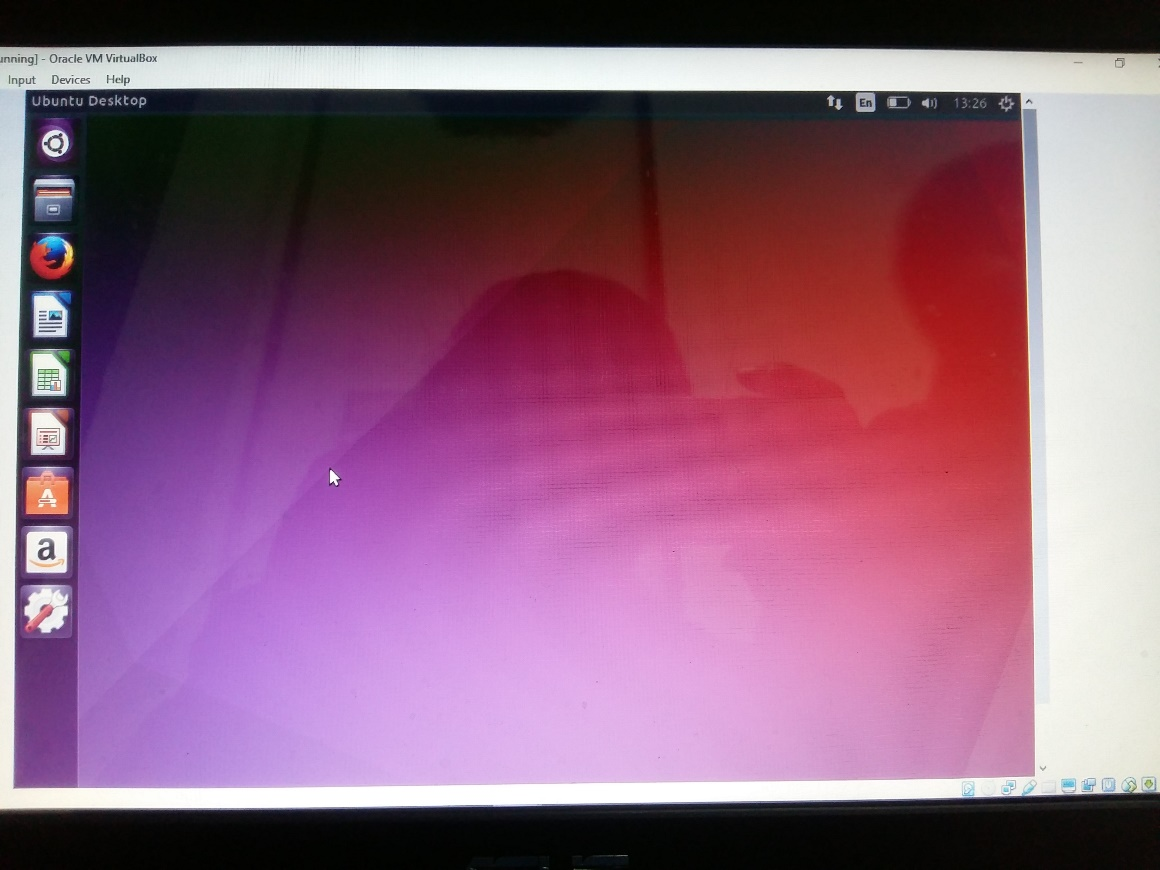 unning] - Oracle VM VirtualBox
Input Devices Help
Ubuntu Desktop
En
13:26
a